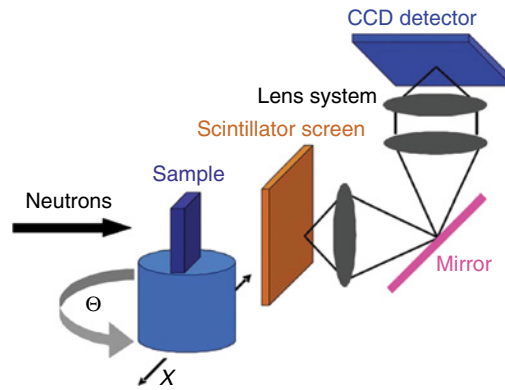 CCD detector
Lens system
Scintillator screen
Sample
Neutrons
Mirror
Θ
X